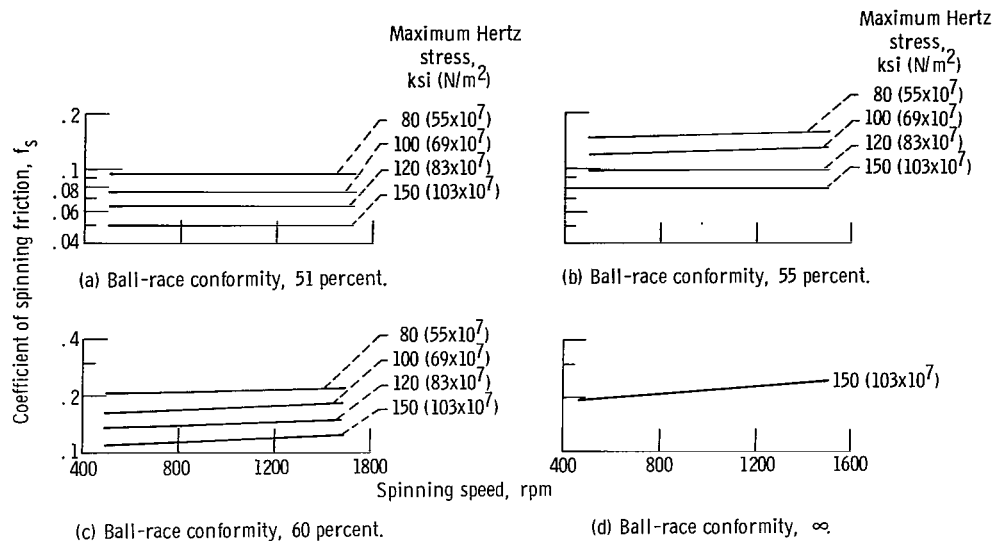 Maximum Hertz
stress,
ksi (N/m²)
80 (55x10⁷)
100 (69x10⁷)
120 (83x10⁷)
150 (103x10⁷)
.2
.1
.08
.06
.04
(a) Ball-race conformity, 51 percent.
Maximum Hertz
stress,
ksi (N/m²)
80 (55x10⁷)
100 (69x10⁷)
120 (83x10⁷)
150 (103x10⁷)
(b) Ball-race conformity, 55 percent.
Coefficient of spinning friction, fₛ
.4
.2
.1
80 (55x10⁷)
100 (69x10⁷)
120 (83x10⁷)
150 (103x10⁷)
400 800 1200 1800
(c) Ball-race conformity, 60 percent.
150 (103x10⁷)
400 800 1200 1600
(d) Ball-race conformity, ∞.
Spinning speed, rpm